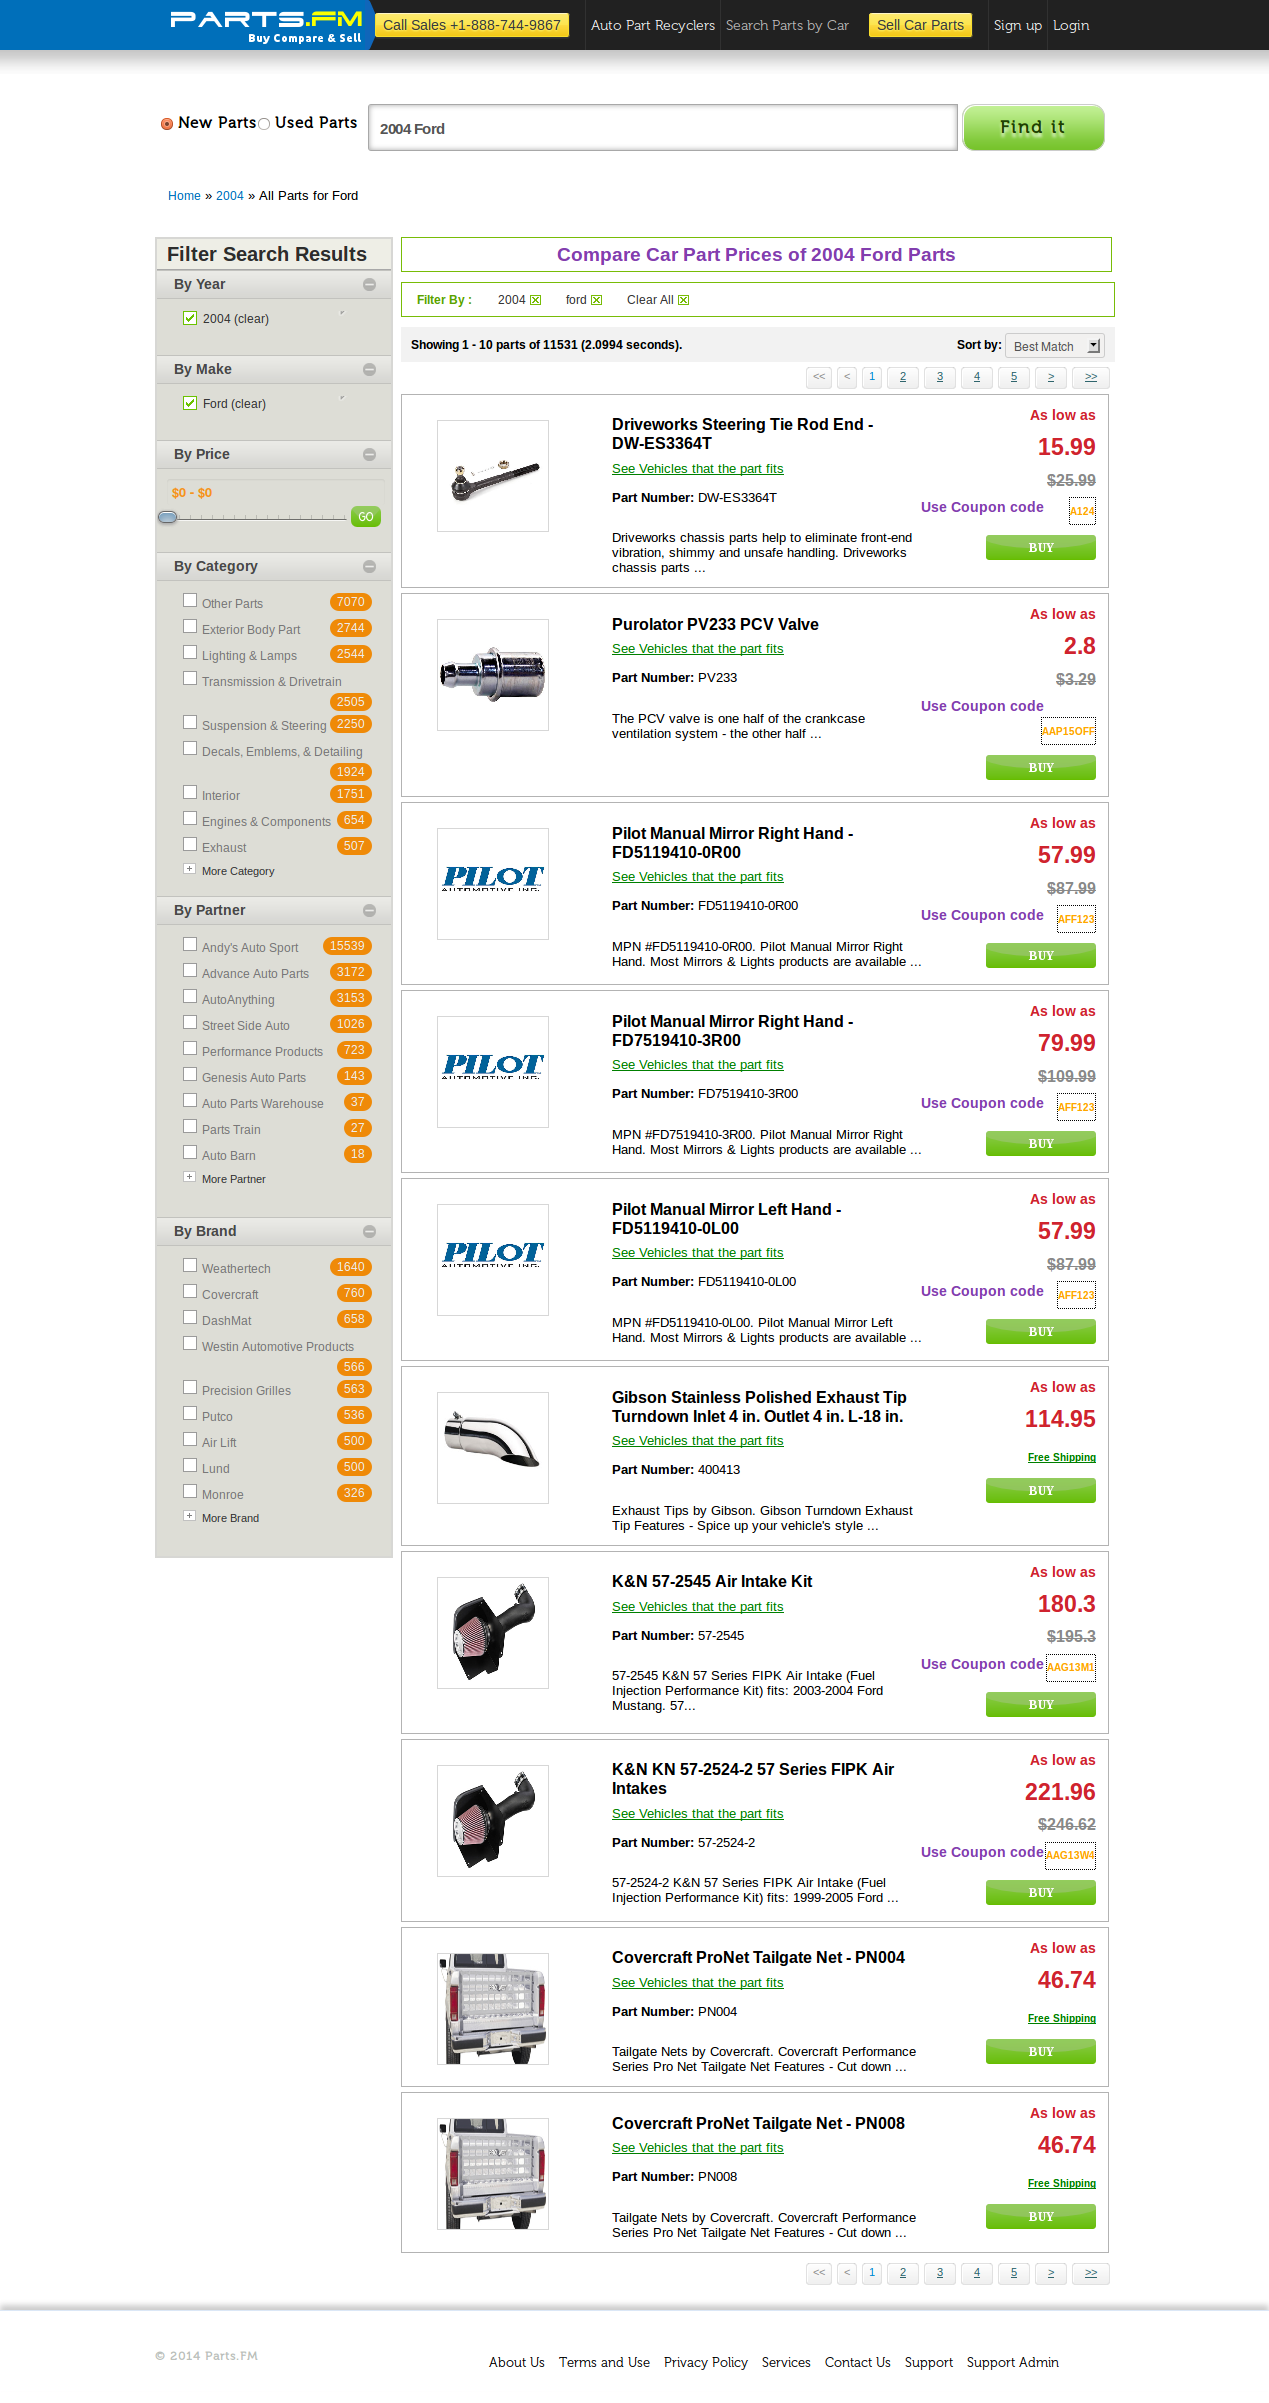 PARTS.FM
Buy Compare & Sell
Call Sales +1-888-744-9867
Auto Part Recyclers
Search Parts by Car
Sell Car Parts
Sign up
Login
New Parts
Used Parts
2004 Ford
Find it
Home » 2004 » All Parts for Ford
Filter Search Results
By Year
2004 (clear)
By Make
Ford (clear)
By Price
$0 - $0
GO
By Category
Other Parts 7070
Exterior Body Part 2744
Lighting & Lamps 2544
Transmission & Drivetrain
2505
Suspension & Steering 2250
Decals, Emblems, & Detailing
1924
Interior 1751
Engines & Components 654
Exhaust 507
More Category
By Partner
Andy's Auto Sport 15539
Advance Auto Parts 3172
AutoAnything 3153
Street Side Auto 1026
Performance Products 723
Genesis Auto Parts 143
Auto Parts Warehouse 37
Parts Train 27
Auto Barn 18
More Partner
By Brand
Weathertech 1640
Covercraft 760
DashMat 658
Westin Automotive Products
566
Precision Grilles 563
Putco 536
Air Lift 500
Lund 500
Monroe 326
More Brand
Compare Car Part Prices of 2004 Ford Parts
Filter By : 2004 ford Clear All
Showing 1 - 10 parts of 11531 (2.0994 seconds).
Sort by: Best Match
<< < 1 2 3 4 5 > >>
Driveworks Steering Tie Rod End -
DW-ES3364T
See Vehicles that the part fits
Part Number: DW-ES3364T
Driveworks chassis parts help to eliminate front-end
vibration, shimmy and unsafe handling. Driveworks
chassis parts ...
As low as
15.99
$25.99
Use Coupon code A124
BUY
Purolator PV233 PCV Valve
See Vehicles that the part fits
Part Number: PV233
The PCV valve is one half of the crankcase
ventilation system - the other half ...
As low as
2.8
$3.29
Use Coupon code
AAP15OFF
BUY
PILOT
AUTOMOTIVE INC.
Pilot Manual Mirror Right Hand -
FD5119410-0R00
See Vehicles that the part fits
Part Number: FD5119410-0R00
MPN #FD5119410-0R00. Pilot Manual Mirror Right
Hand. Most Mirrors & Lights products are available ...
As low as
57.99
$87.99
Use Coupon code AFF123
BUY
PILOT
AUTOMOTIVE INC.
Pilot Manual Mirror Right Hand -
FD7519410-3R00
See Vehicles that the part fits
Part Number: FD7519410-3R00
MPN #FD7519410-3R00. Pilot Manual Mirror Right
Hand. Most Mirrors & Lights products are available ...
As low as
79.99
$109.99
Use Coupon code AFF123
BUY
PILOT
AUTOMOTIVE INC.
Pilot Manual Mirror Left Hand -
FD5119410-0L00
See Vehicles that the part fits
Part Number: FD5119410-0L00
MPN #FD5119410-0L00. Pilot Manual Mirror Left
Hand. Most Mirrors & Lights products are available ...
As low as
57.99
$87.99
Use Coupon code AFF123
BUY
Gibson Stainless Polished Exhaust Tip
Turndown Inlet 4 in. Outlet 4 in. L-18 in.
See Vehicles that the part fits
Part Number: 400413
Exhaust Tips by Gibson. Gibson Turndown Exhaust
Tip Features - Spice up your vehicle's style ...
As low as
114.95
Free Shipping
BUY
K&N 57-2545 Air Intake Kit
See Vehicles that the part fits
Part Number: 57-2545
57-2545 K&N 57 Series FIPK Air Intake (Fuel
Injection Performance Kit) fits: 2003-2004 Ford
Mustang. 57...
As low as
180.3
$195.3
Use Coupon code AAG13M1
BUY
K&N KN 57-2524-2 57 Series FIPK Air
Intakes
See Vehicles that the part fits
Part Number: 57-2524-2
57-2524-2 K&N 57 Series FIPK Air Intake (Fuel
Injection Performance Kit) fits: 1999-2005 Ford ...
As low as
221.96
$246.62
Use Coupon code AAG13W4
BUY
Covercraft ProNet Tailgate Net - PN004
See Vehicles that the part fits
Part Number: PN004
Tailgate Nets by Covercraft. Covercraft Performance
Series Pro Net Tailgate Net Features - Cut down ...
As low as
46.74
Free Shipping
BUY
Covercraft ProNet Tailgate Net - PN008
See Vehicles that the part fits
Part Number: PN008
Tailgate Nets by Covercraft. Covercraft Performance
Series Pro Net Tailgate Net Features - Cut down ...
As low as
46.74
Free Shipping
BUY
<< < 1 2 3 4 5 > >>
© 2014 Parts.FM
About Us Terms and Use Privacy Policy Services Contact Us Support Support Admin